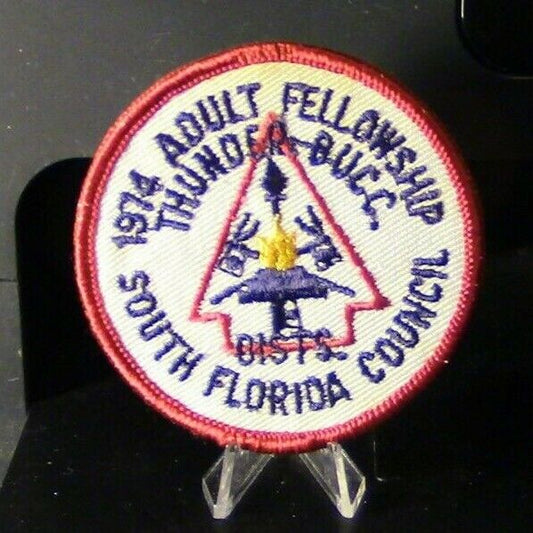 1974 ADULT FELLOWSHIP
THUNDER-BUCC.
DISTS.
SOUTH FLORIDA COUNCIL